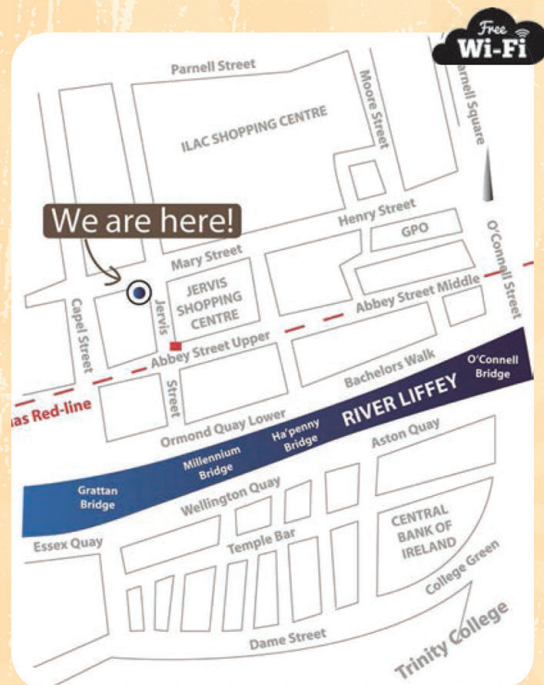 Free
Wi-Fi
Parnell Street
Moore Street
arnell Square
ILAC SHOPPING CENTRE
We are here!
Henry Street
GPO
O'Connell Street
Mary Street
JERVIS
SHOPPING
CENTRE
Capel Street
Jervis
Street
Abbey Street Middle
Abbey Street Upper
as Red-line
Bachelors Walk
O'Connell
Bridge
RIVER LIFFEY
Ormond Quay Lower
Ha'penny
Bridge
Millennium
Bridge
Grattan
Bridge
Aston Quay
Wellington Quay
Essex Quay
Temple Bar
CENTRAL
BANK OF
IRELAND
College Green
Dame Street
Trinity College